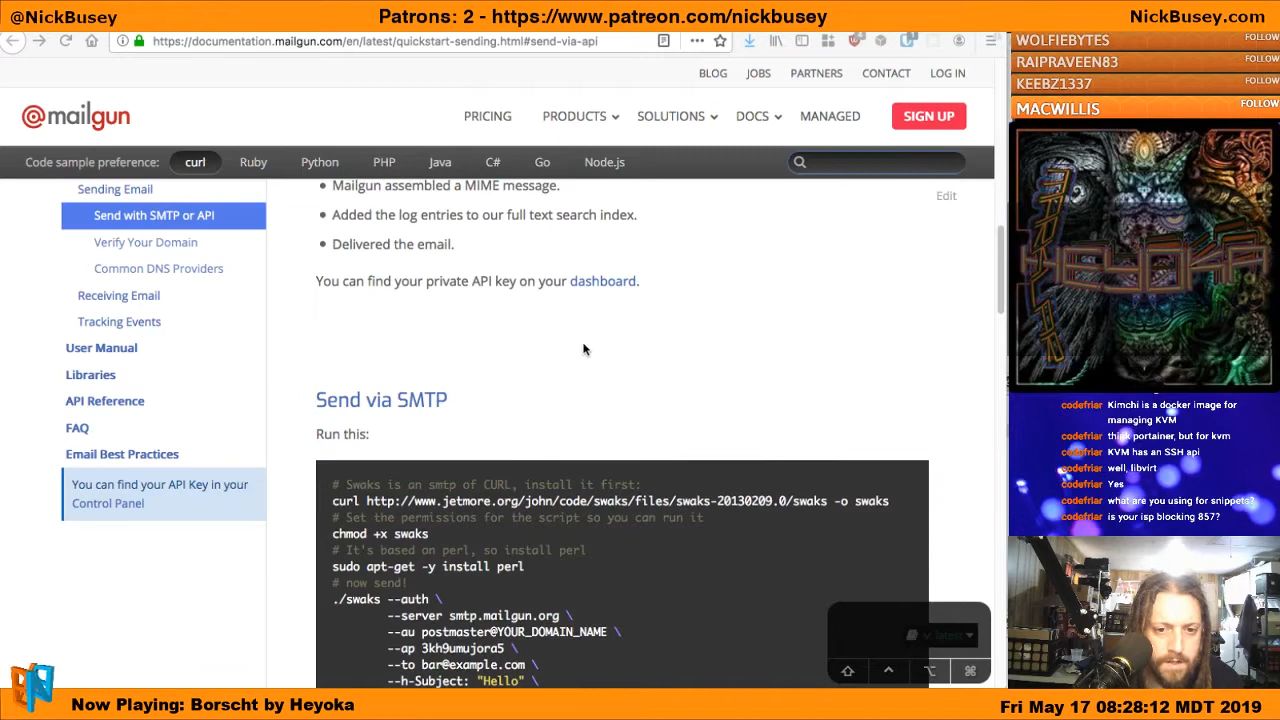 @NickBusey
Patrons: 2 - https://www.patreon.com/nickbusey
NickBusey.com
https://documentation.mailgun.com/en/latest/quickstart-sending.html#send-via-api
BLOG JOBS PARTNERS CONTACT LOG IN
@mailgun
PRICING PRODUCTS SOLUTIONS DOCS MANAGED SIGN UP
Code sample preference: curl Ruby Python PHP Java C# Go Node.js
Sending Email
Send with SMTP or API
Verify Your Domain
Common DNS Providers
Receiving Email
Tracking Events
User Manual
Libraries
API Reference
FAQ
Email Best Practices
You can find your API Key in your
Control Panel
Edit
• Mailgun assembled a MIME message.
• Added the log entries to our full text search index.
• Delivered the email.
You can find your private API key on your dashboard.
Send via SMTP
Run this:
# Swaks is an smtp of CURL, install it first:
curl http://www.jetmore.org/john/code/swaks/files/swaks-20130209.0/swaks -o swaks
# Set the permissions for the script so you can run it
chmod +x swaks
# It's based on perl, so install perl
sudo apt-get -y install perl
# now send!
./swaks --auth \
--server smtp.mailgun.org \
--au postmaster@YOUR_DOMAIN_NAME \
--ap 3kh9umujora5 \
--to bar@example.com \
--h-Subject: "Hello" \
v: latest
WOLFIEBYTES FOLLOW
RAIPRAVEEN83 FOLLOW
KEEBZ1337 FOLLOW
MACWILLIS FOLLOW
codefriar Kimchi is a docker image for
managing KVM
codefriar think portainer, but for kvm
codefriar KVM has an SSH api
codefriar well, libvirt
codefriar Yes
codefriar what are you using for snippets?
codefriar is your isp blocking 857?
Now Playing: Borscht by Heyoka
Fri May 17 08:28:12 MDT 2019